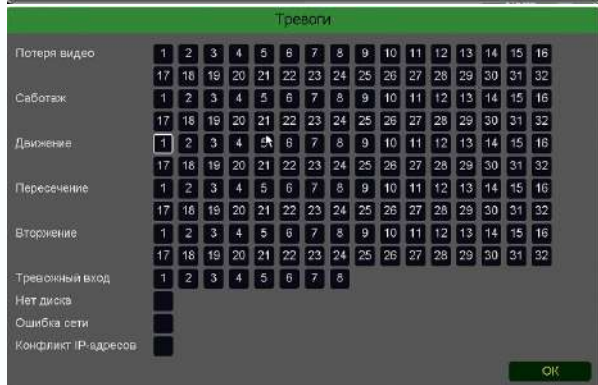 Тревоги
Потеря видео 1 2 3 4 5 6 7 8 9 10 11 12 13 14 15 16
17 18 19 20 21 22 23 24 25 26 27 28 29 30 31 32
Саботаж 1 2 3 4 5 6 7 8 9 10 11 12 13 14 15 16
17 18 19 20 21 22 23 24 25 26 27 28 29 30 31 32
Движение 1 2 3 4 5 6 7 8 9 10 11 12 13 14 15 16
17 18 19 20 21 22 23 24 25 26 27 28 29 30 31 32
Пересечение 1 2 3 4 5 6 7 8 9 10 11 12 13 14 15 16
17 18 19 20 21 22 23 24 25 26 27 28 29 30 31 32
Вторжение 1 2 3 4 5 6 7 8 9 10 11 12 13 14 15 16
17 18 19 20 21 22 23 24 25 26 27 28 29 30 31 32
Тревожный вход 1 2 3 4 5 6 7 8
Нет диска
Ошибка сети
Конфликт IP-адресов
ОК